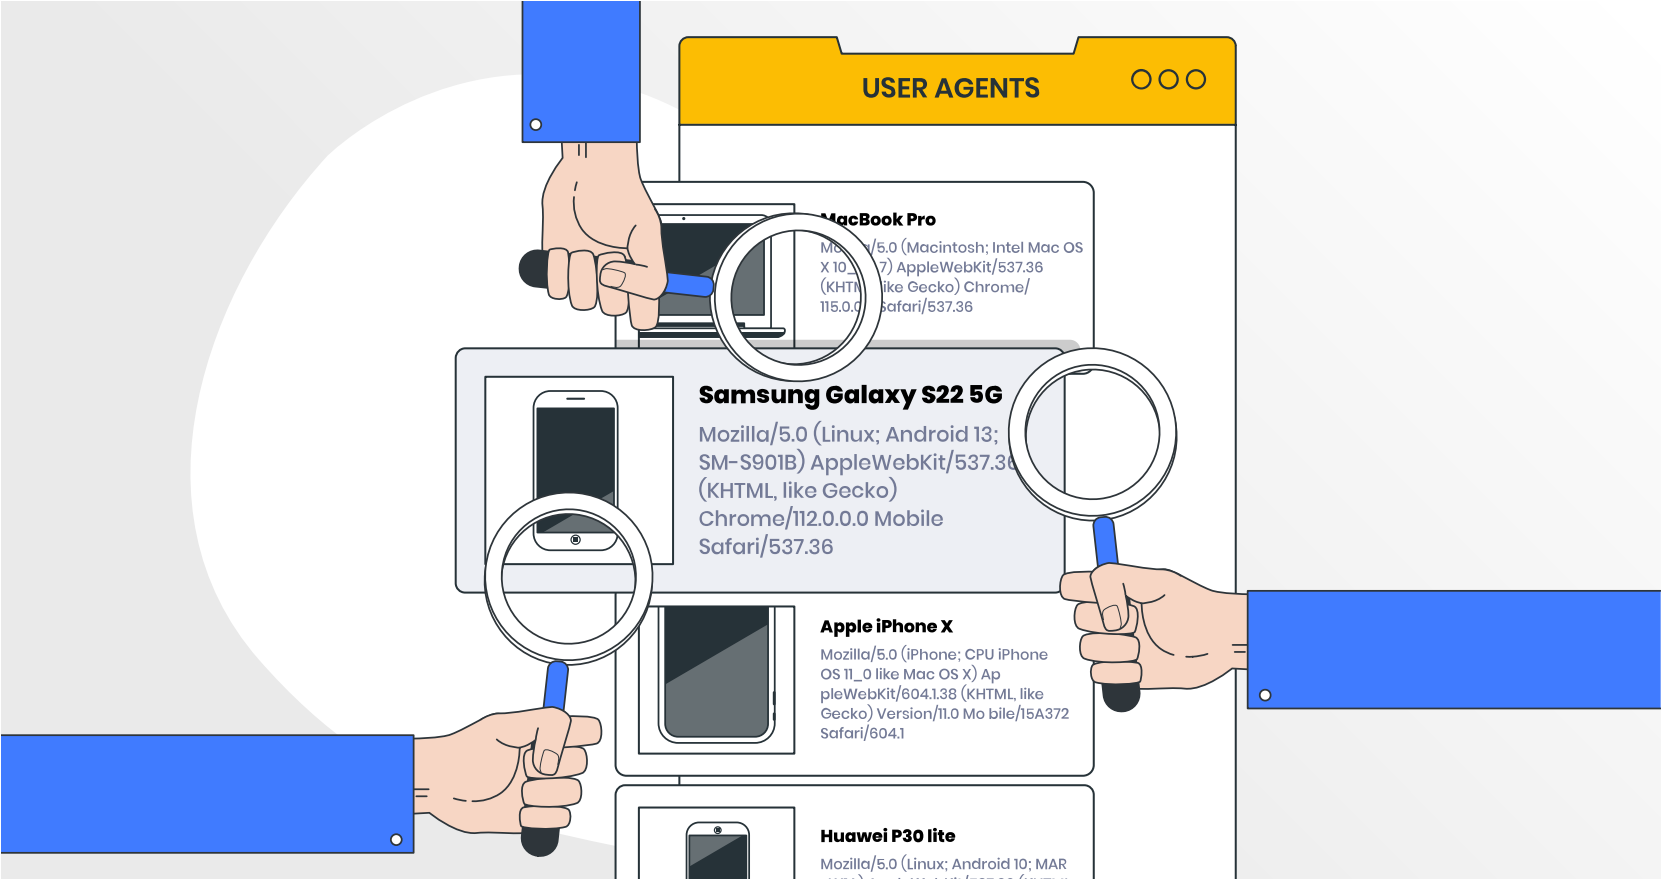 USER AGENTS
MacBook Pro
/5.0 (Macintosh; Intel Mac OS
X 10_ 7) AppleWebKit/537.36
(KHTM like Gecko) Chrome/
115.0.0 Safari/537.36
Samsung Galaxy S22 5G
Mozilla/5.0 (Linux; Android 13;
SM-S901B) AppleWebKit/537.36
(KHTML, like Gecko)
Chrome/112.0.0.0 Mobile
Safari/537.36
Apple iPhone X
Mozilla/5.0 (iPhone; CPU iPhone
OS 11_0 like Mac OS X) Ap
pleWebKit/604.1.38 (KHTML, like
Gecko) Version/11.0 Mo bile/15A372
Safari/604.1
Huawei P30 lite
Mozilla/5.0 (Linux; Android 10; MAR